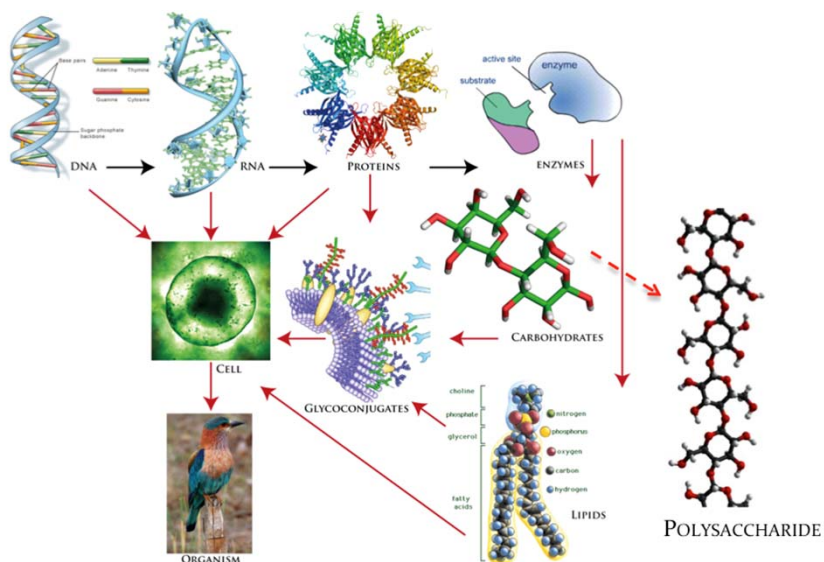 Base pairs
Adenine
Thymine
Guanine
Cytosine
Sugar phosphate
backbone
DNA
RNA
PROTEINS
active site
enzyme
substrate
ENZYMES
CELL
GLYCOCONJUGATES
CARBOHYDRATES
ORGANISM
choline
phosphate
glycerol
fatty
acids
nitrogen
phosphorus
oxygen
carbon
hydrogen
LIPIDS
POLYSACCHARIDE